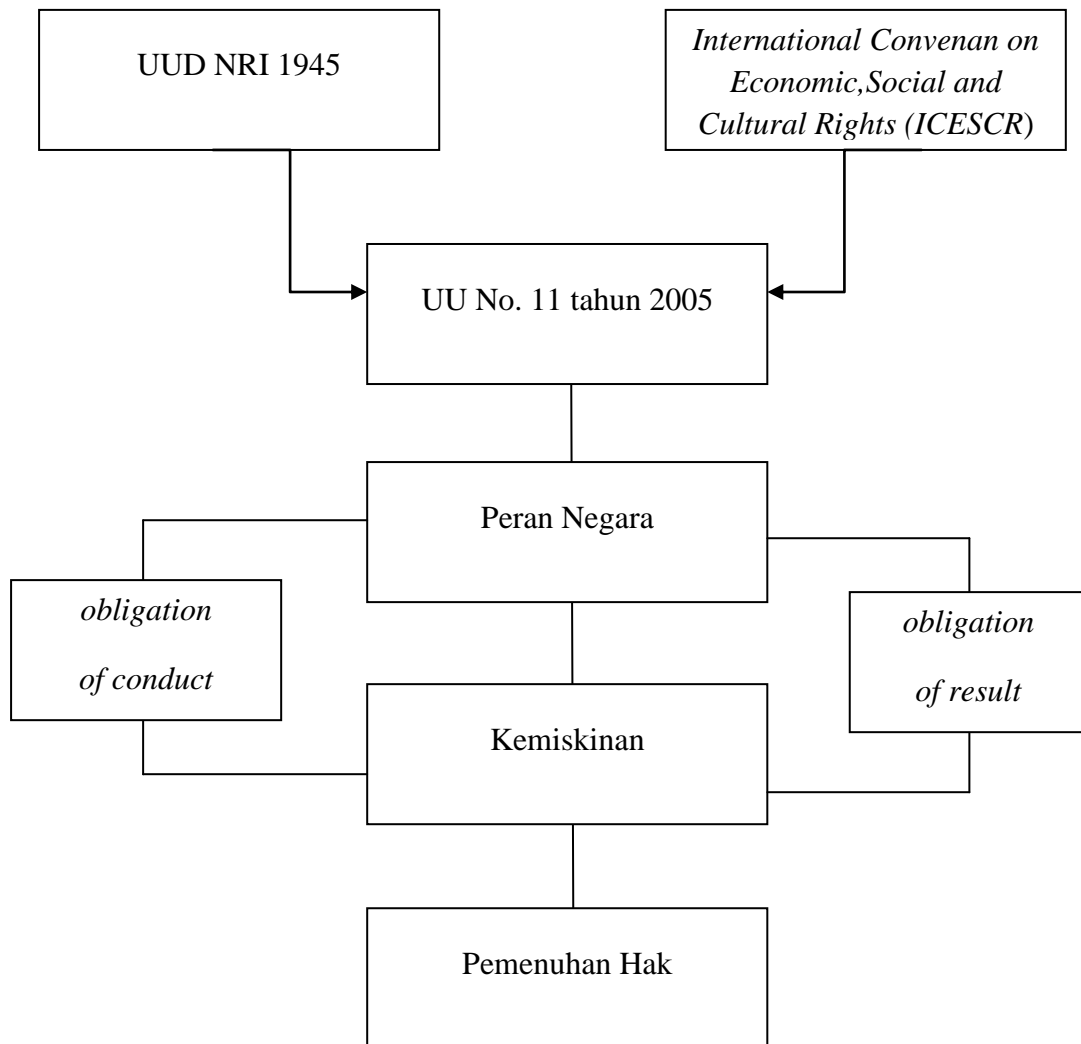 UUD NRI 1945
International Convenan on
Economic,Social and
Cultural Rights (ICESCR)
UU No. 11 tahun 2005
Peran Negara
obligation
of conduct
obligation
of result
Kemiskinan
Pemenuhan Hak